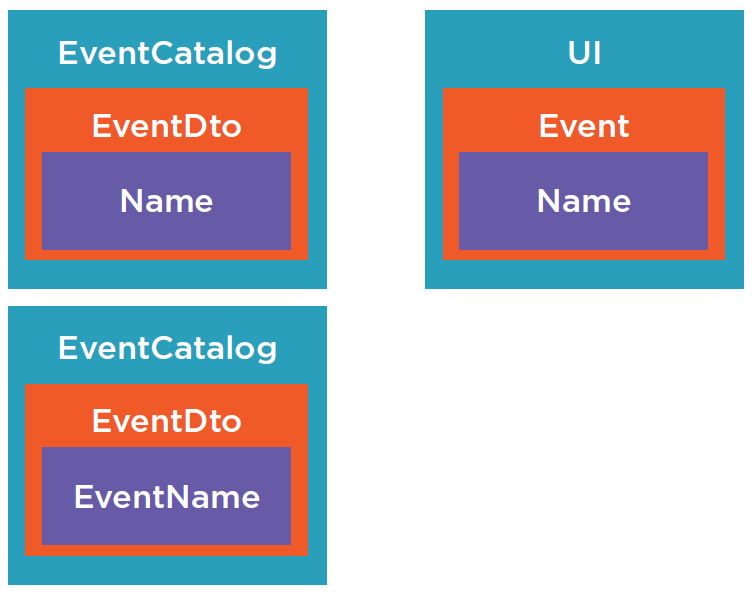 EventCatalog
EventDto
Name
UI
Event
Name
EventCatalog
EventDto
EventName